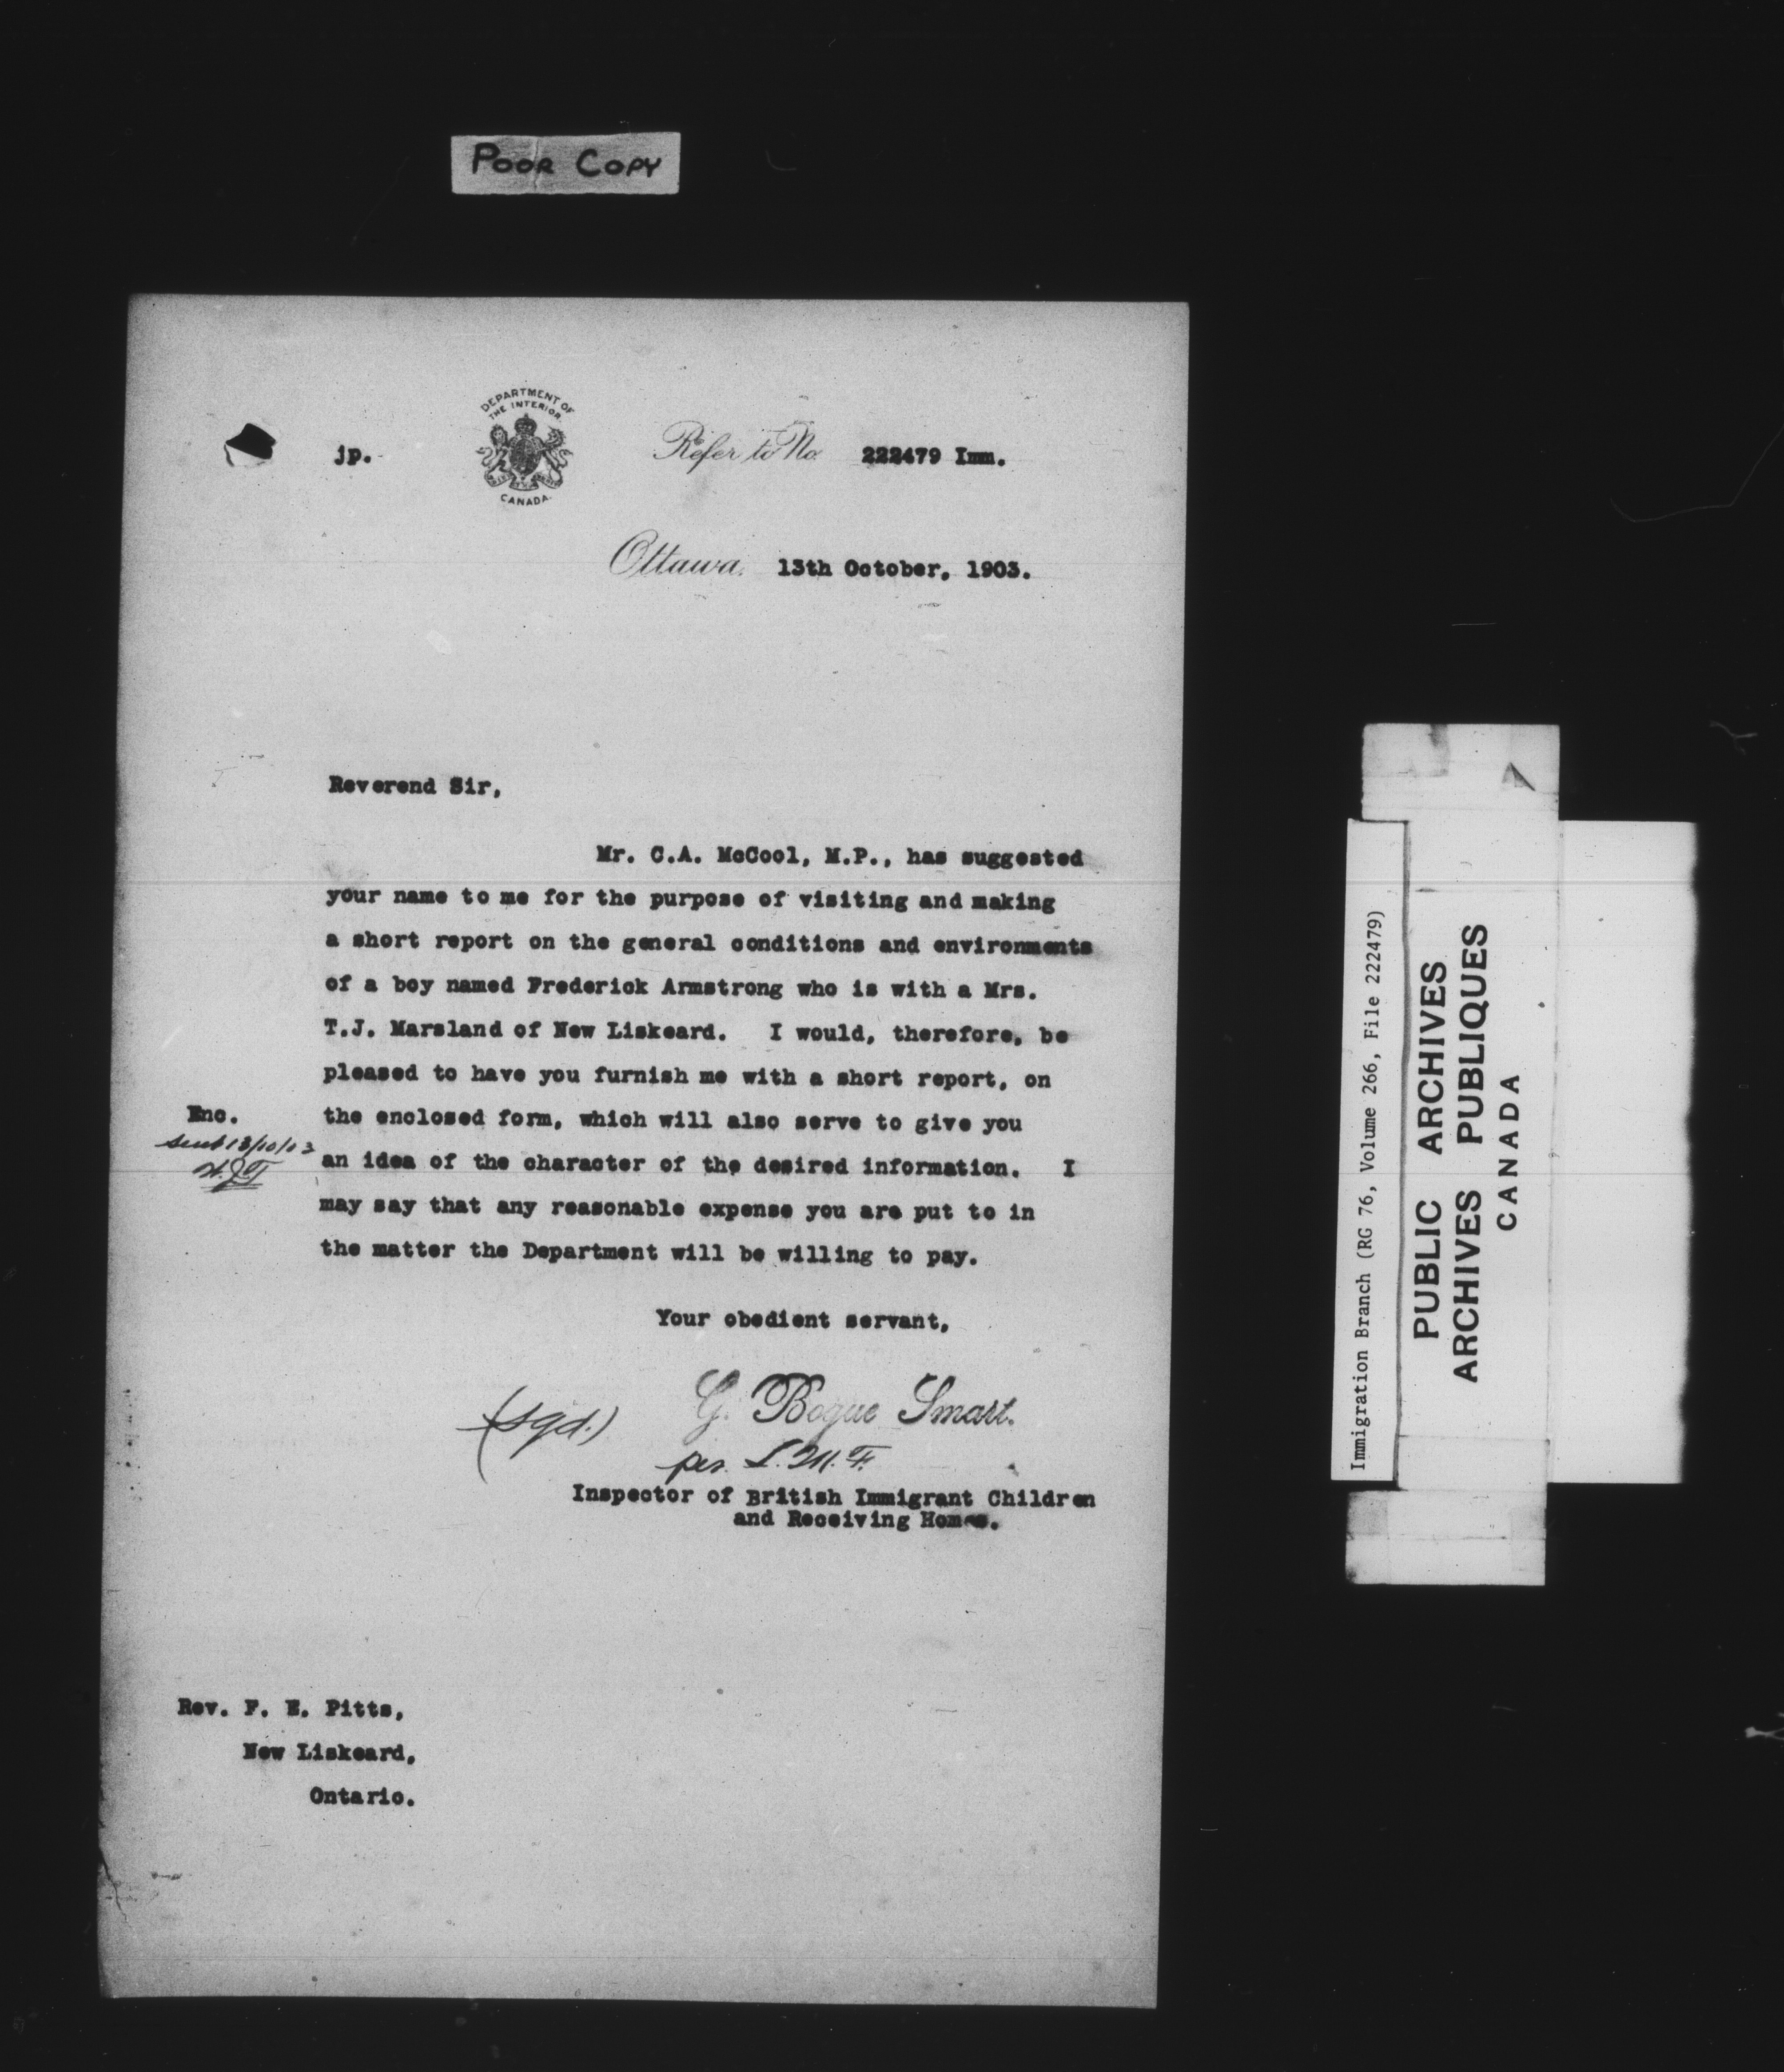 POOR COPY
DEPARTMENT OF
THE INTERIOR
CANADA
jp.
Refer to No. 222479 Imm.
Ottawa, 13th October, 1903.
Reverend Sir,
Mr. C.A. McCool, M.P., has suggested
your name to me for the purpose of visiting and making
a short report on the general conditions and environments
of a boy named Frederick Armstrong who is with a Mrs.
T.J. Marsland of New Liskeard. I would, therefore, be
pleased to have you furnish me with a short report, on
Enc.
the enclosed form, which will also serve to give you
sent 13/10/03
an idea of the character of the desired information. I
may say that any reasonable expense you are put to in
the matter the Department will be willing to pay.
Your obedient servant,
(sgd.) G. Bogue Smart.
per. L.M.F.
Inspector of British Immigrant Children
and Receiving Homes.
Rev. F. E. Pitts,
New Liskeard,
Ontario.
Immigration Branch (RG 76, Volume 266, File 222479)
PUBLIC ARCHIVES
ARCHIVES PUBLIQUES
CANADA